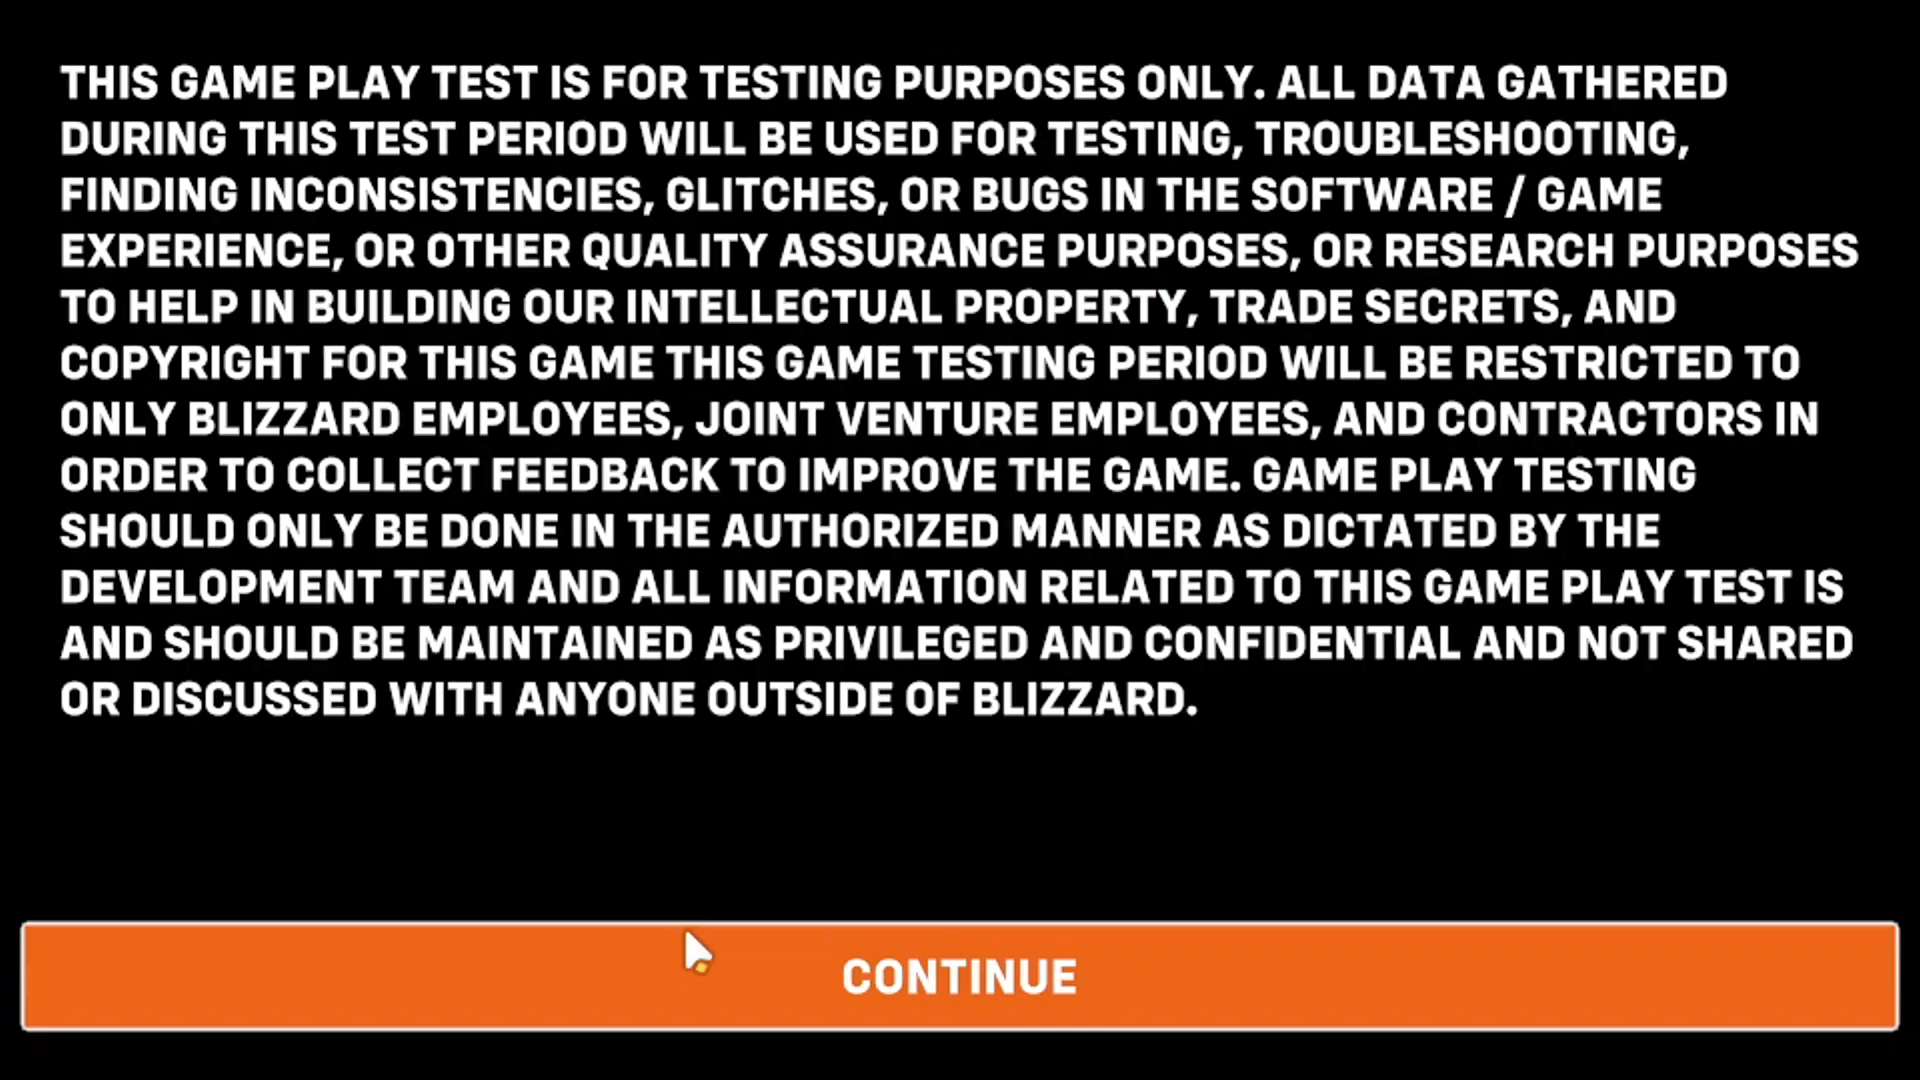 THIS GAME PLAY TEST IS FOR TESTING PURPOSES ONLY. ALL DATA GATHERED
DURING THIS TEST PERIOD WILL BE USED FOR TESTING, TROUBLESHOOTING,
FINDING INCONSISTENCIES, GLITCHES, OR BUGS IN THE SOFTWARE / GAME
EXPERIENCE, OR OTHER QUALITY ASSURANCE PURPOSES, OR RESEARCH PURPOSES
TO HELP IN BUILDING OUR INTELLECTUAL PROPERTY, TRADE SECRETS, AND
COPYRIGHT FOR THIS GAME THIS GAME TESTING PERIOD WILL BE RESTRICTED TO
ONLY BLIZZARD EMPLOYEES, JOINT VENTURE EMPLOYEES, AND CONTRACTORS IN
ORDER TO COLLECT FEEDBACK TO IMPROVE THE GAME. GAME PLAY TESTING
SHOULD ONLY BE DONE IN THE AUTHORIZED MANNER AS DICTATED BY THE
DEVELOPMENT TEAM AND ALL INFORMATION RELATED TO THIS GAME PLAY TEST IS
AND SHOULD BE MAINTAINED AS PRIVILEGED AND CONFIDENTIAL AND NOT SHARED
OR DISCUSSED WITH ANYONE OUTSIDE OF BLIZZARD.
CONTINUE